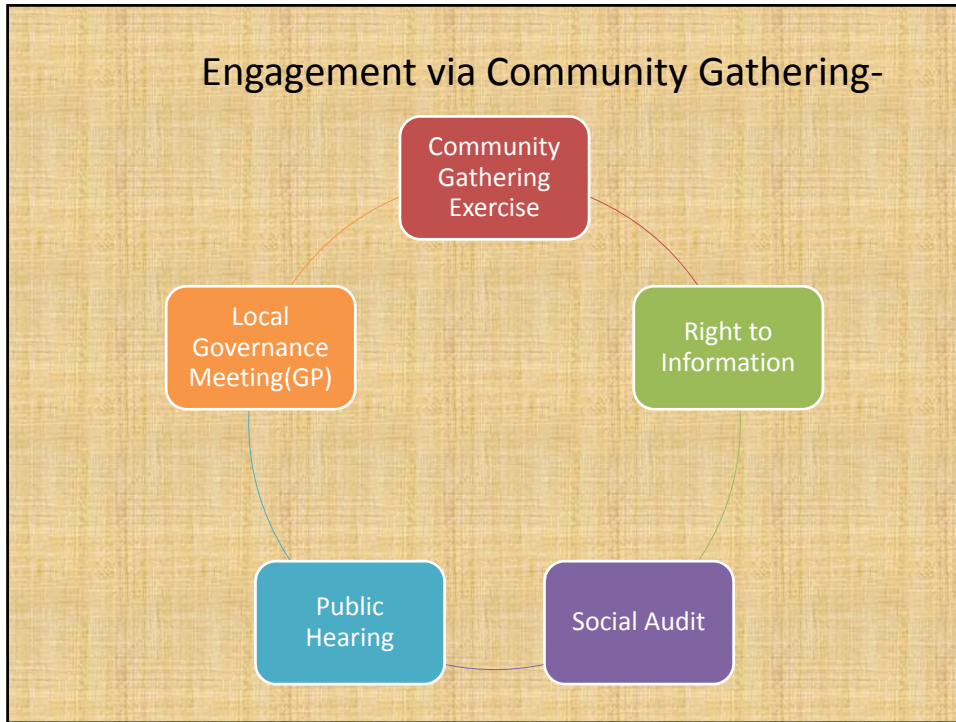 Engagement via Community Gathering-
Community
Gathering
Exercise
Right to
Information
Social Audit
Public
Hearing
Local
Governance
Meeting(GP)